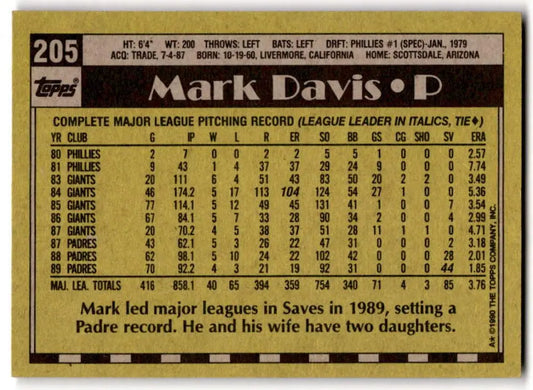 205
HT: 6'4" WT: 200 THROWS: LEFT BATS: LEFT DRFT: PHILLIES #1 (SPEC)-JAN., 1979
ACQ: TRADE, 7-4-87 BORN: 10-19-60, LIVERMORE, CALIFORNIA HOME: SCOTTSDALE, ARIZONA
Topps
Mark Davis • P
COMPLETE MAJOR LEAGUE PITCHING RECORD (LEAGUE LEADER IN ITALICS, TIE♦)
YR CLUB G IP W L R ER SO BB GS CG SHO SV ERA
80 PHILLIES 2 7 0 0 2 2 5 5 1 0 0 0 2.57
81 PHILLIES 9 43 1 4 37 37 29 24 9 0 0 0 7.74
83 GIANTS 20 111 6 4 51 43 83 50 20 2 2 0 3.49
84 GIANTS 46 174.2 5 17 113 104 124 54 27 1 0 0 5.36
85 GIANTS 77 114.1 5 12 49 45 131 41 1 0 0 7 3.54
86 GIANTS 67 84.1 5 7 33 28 90 34 2 0 0 4 2.99
87 GIANTS 20 70.2 4 5 38 37 51 28 11 1 0 0 4.71
87 PADRES 43 62.1 5 3 26 22 47 31 0 0 0 2 3.18
88 PADRES 62 98.1 5 10 24 22 102 42 0 0 0 28 2.01
89 PADRES 70 92.2 4 3 21 19 92 31 0 0 0 44 1.85
MAJ. LEA. TOTALS 416 858.1 40 65 394 359 754 340 71 4 3 85 3.76
Mark led major leagues in Saves in 1989, setting a
Padre record. He and his wife have two daughters.
A★ ©1990 THE TOPPS COMPANY, INC.